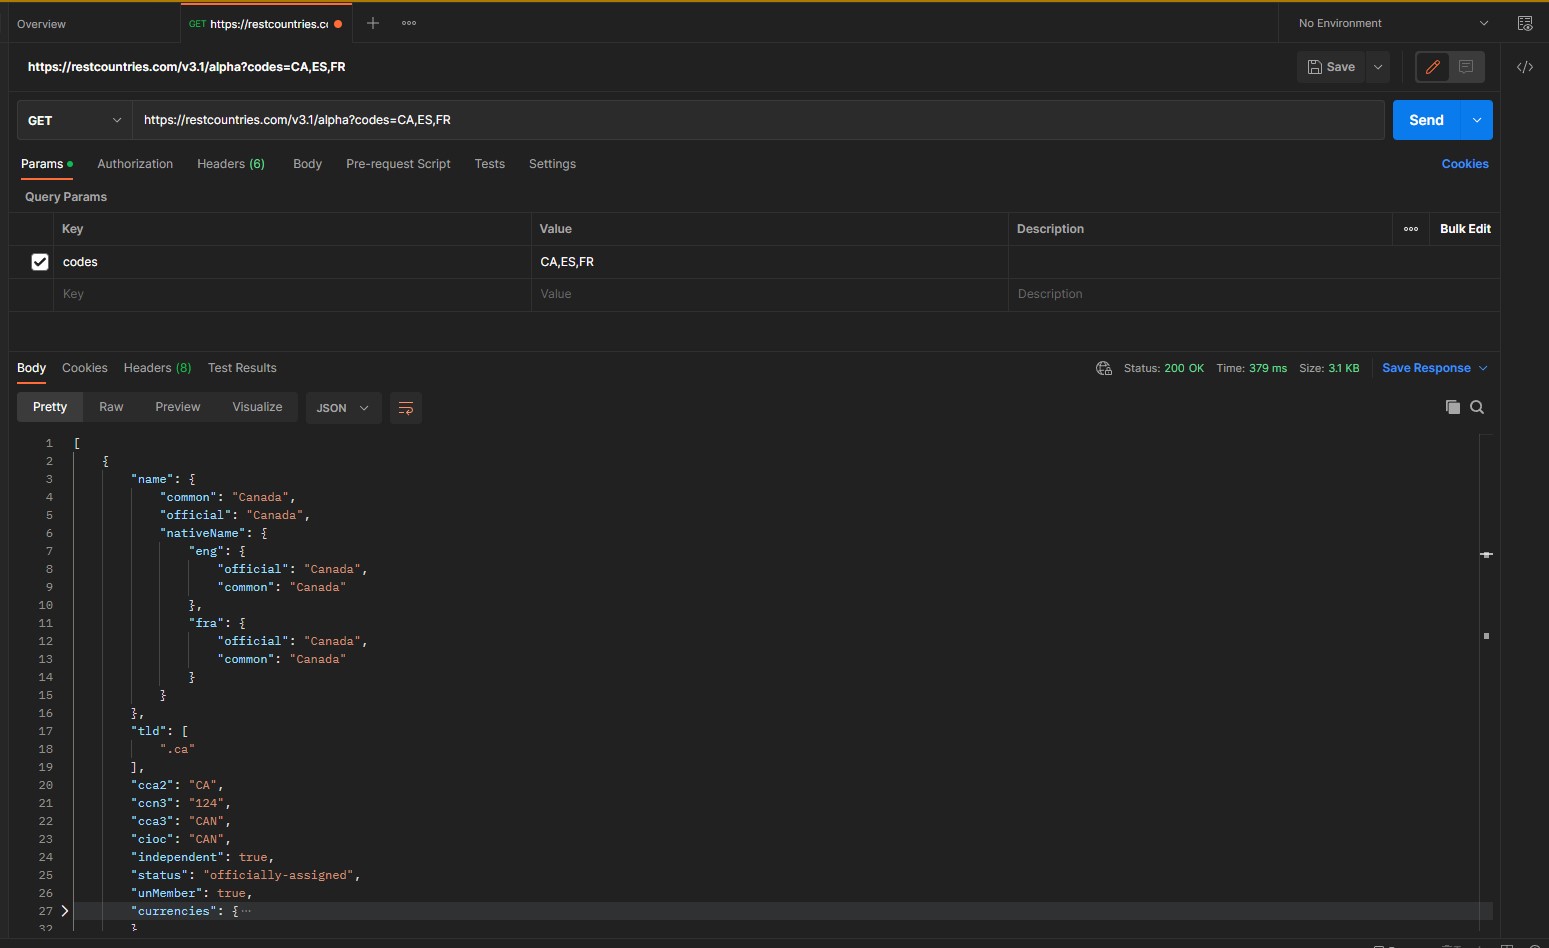 Overview
GET https://restcountries.cc
No Environment
https://restcountries.com/v3.1/alpha?codes=CA,ES,FR
Save
</>
GET
https://restcountries.com/v3.1/alpha?codes=CA,ES,FR
Send
Params Authorization Headers (6) Body Pre-request Script Tests Settings
Cookies
Query Params
Key Value Description Bulk Edit
codes CA,ES,FR
Key Value Description
Body Cookies Headers (8) Test Results
Status: 200 OK Time: 379 ms Size: 3.1 KB Save Response
Pretty Raw Preview Visualize JSON
1 [
2 {
3 "name": {
4 "common": "Canada",
5 "official": "Canada",
6 "nativeName": {
7 "eng": {
8 "official": "Canada",
9 "common": "Canada"
10 },
11 "fra": {
12 "official": "Canada",
13 "common": "Canada"
14 }
15 }
16 },
17 "tld": [
18 ".ca"
19 ],
20 "cca2": "CA",
21 "ccn3": "124",
22 "cca3": "CAN",
23 "cioc": "CAN",
24 "independent": true,
25 "status": "officially-assigned",
26 "unMember": true,
27 "currencies": {···
32 }